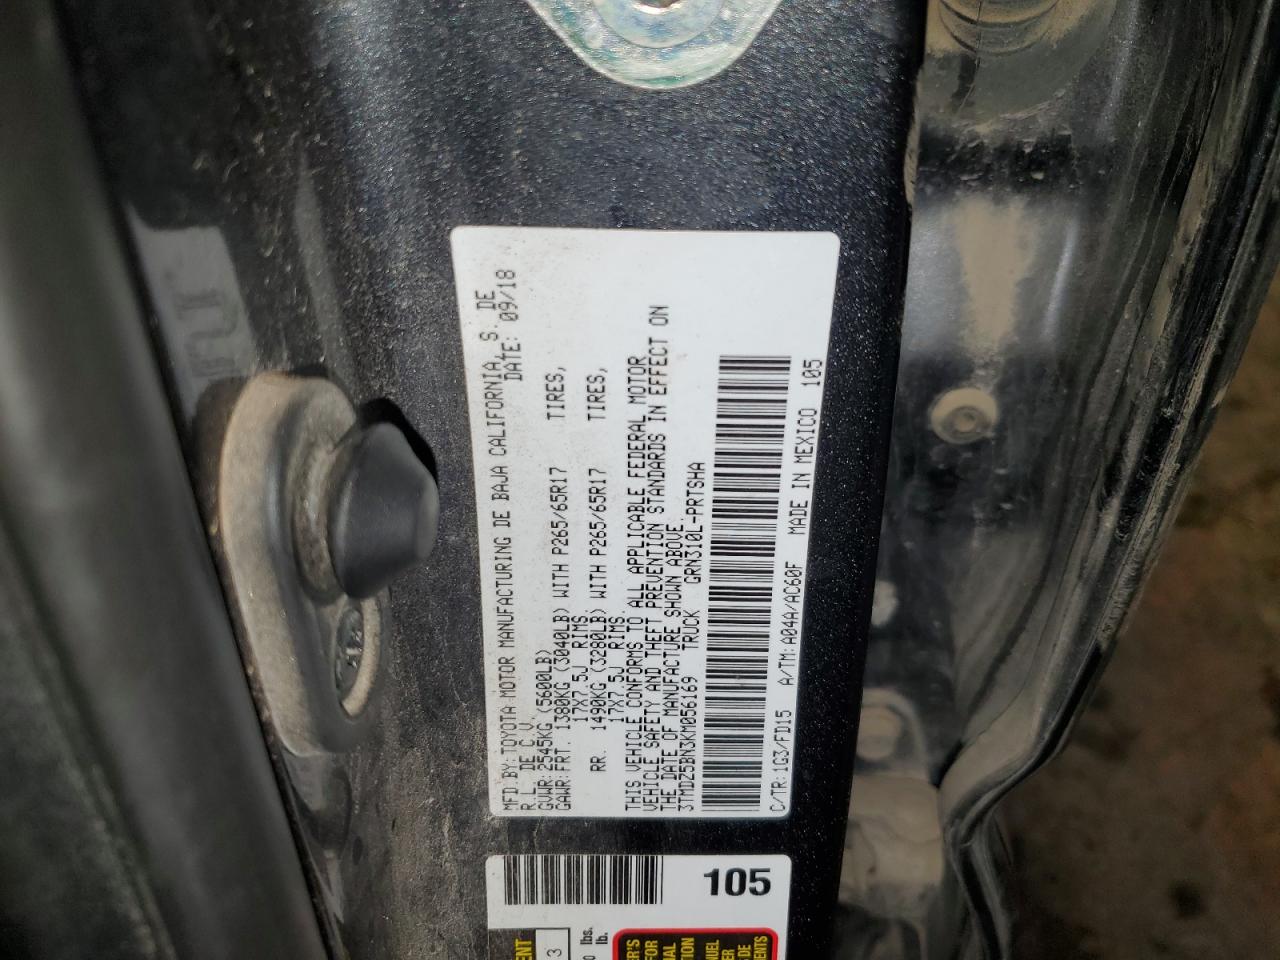 MFD BY: TOYOTA MOTOR MANUFACTURING DE BAJA CALIFORNIA, S. DE
R.L. DE C.V. DATE: 09/18
GVWR: 2545KG (5600LB)
GAWR: FRT. 1380KG (3040LB) WITH P265/65R17 TIRES,
17X7.5J RIMS
RR. 1490KG (3280LB) WITH P265/65R17 TIRES,
17X7.5J RIMS.
THIS VEHICLE CONFORMS TO ALL APPLICABLE FEDERAL MOTOR
VEHICLE SAFETY AND THEFT PREVENTION STANDARDS IN EFFECT ON
THE DATE OF MANUFACTURE SHOWN ABOVE.
3TMDZ5BN3KM056169 TRUCK GRN310L-PRTSHA
C/TR: 1G3/FD15 A/TM: A04A/AC60F MADE IN MEXICO 105
105
3
lbs.
lb.